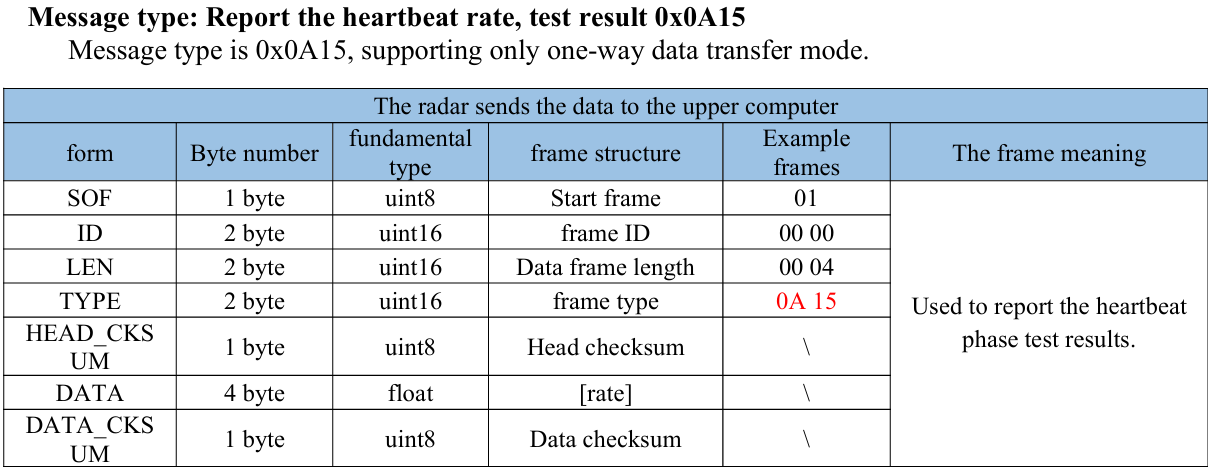 Message type: Report the heartbeat rate, test result 0x0A15
Message type is 0x0A15, supporting only one-way data transfer mode.
The radar sends the data to the upper computer
form Byte number fundamental type frame structure Example frames The frame meaning
SOF 1 byte uint8 Start frame 01
ID 2 byte uint16 frame ID 00 00
LEN 2 byte uint16 Data frame length 00 04
TYPE 2 byte uint16 frame type 0A 15
HEAD_CKS
UM 1 byte uint8 Head checksum \
DATA 4 byte float [rate] \
DATA_CKS
UM 1 byte uint8 Data checksum \
Used to report the heartbeat
phase test results.